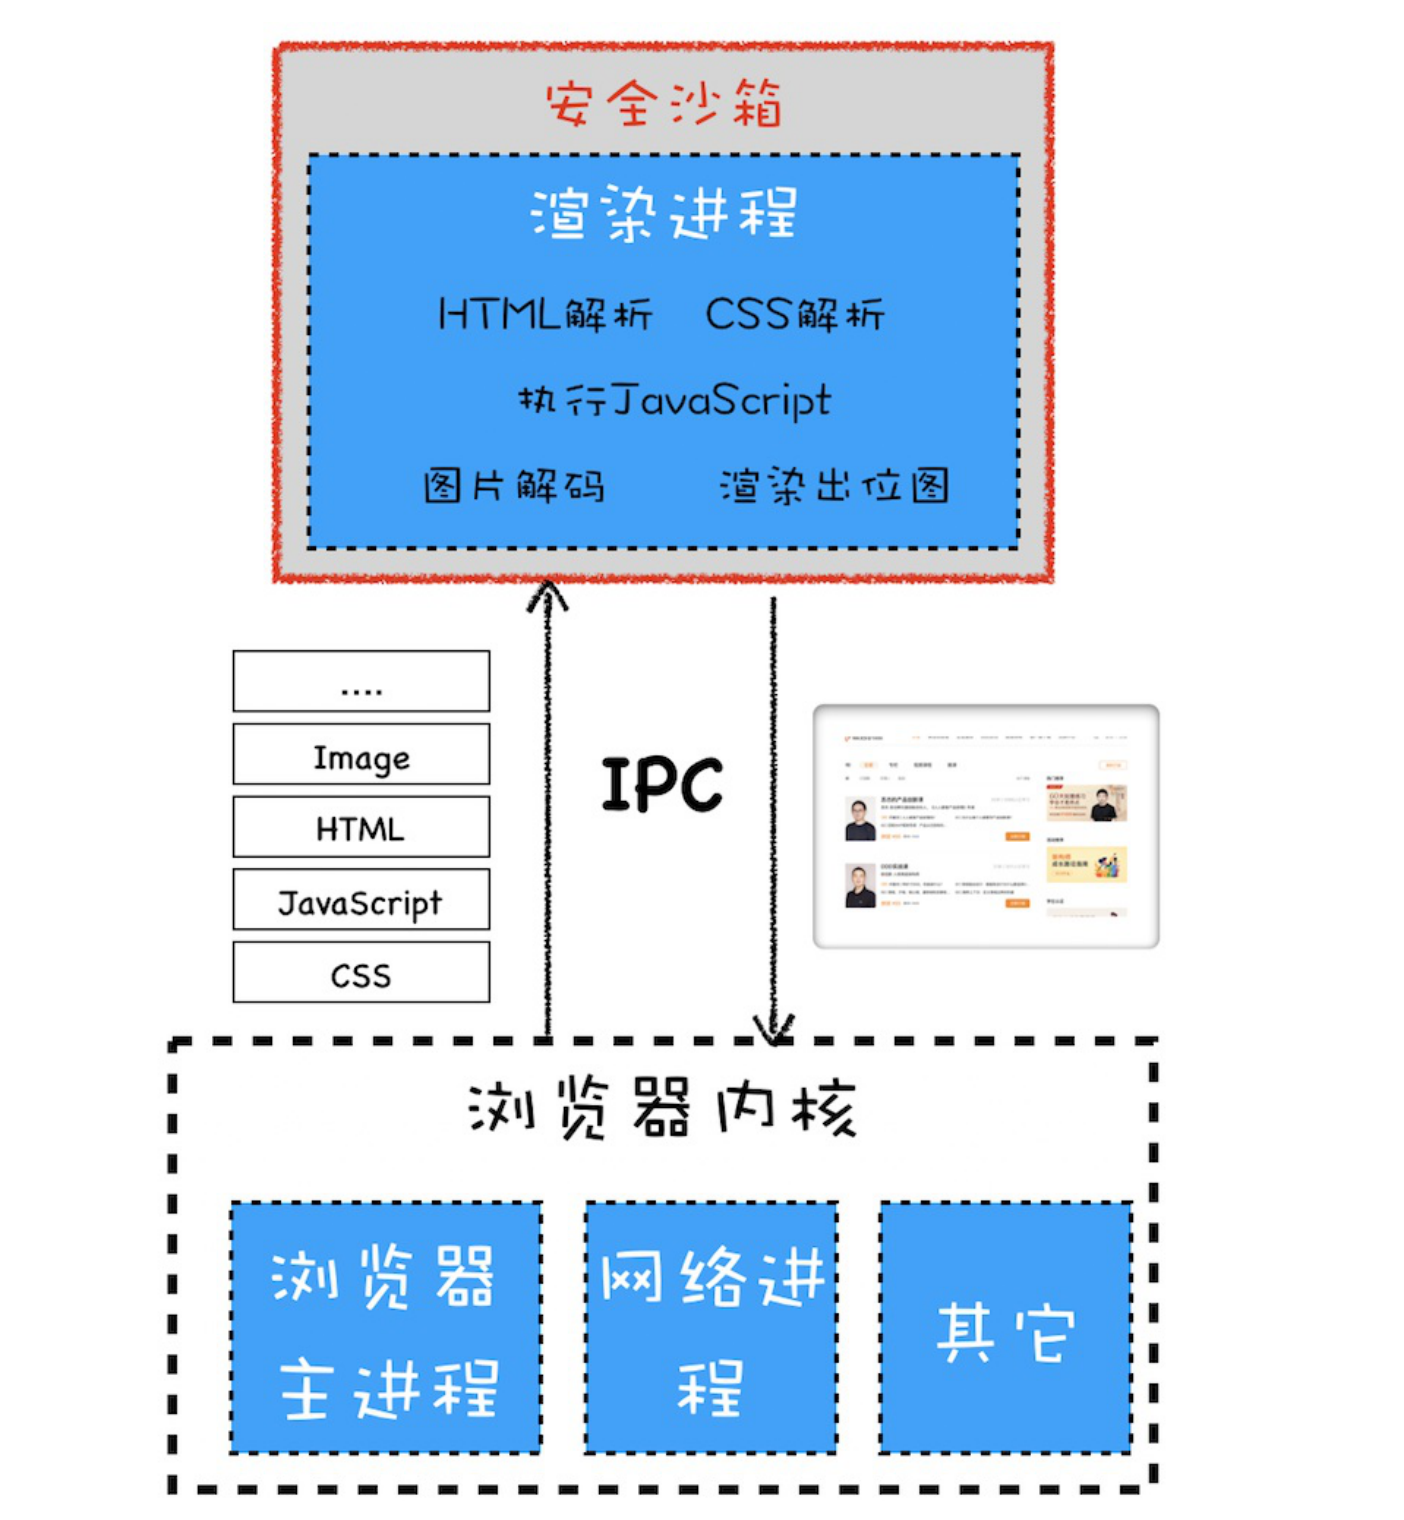 安全沙箱
渲染进程
HTML解析 CSS解析
执行JavaScript
图片解码 渲染出位图
....
Image
HTML
JavaScript
CSS
IPC
浏览器内核
浏览器
主进程
网络进
程
其它